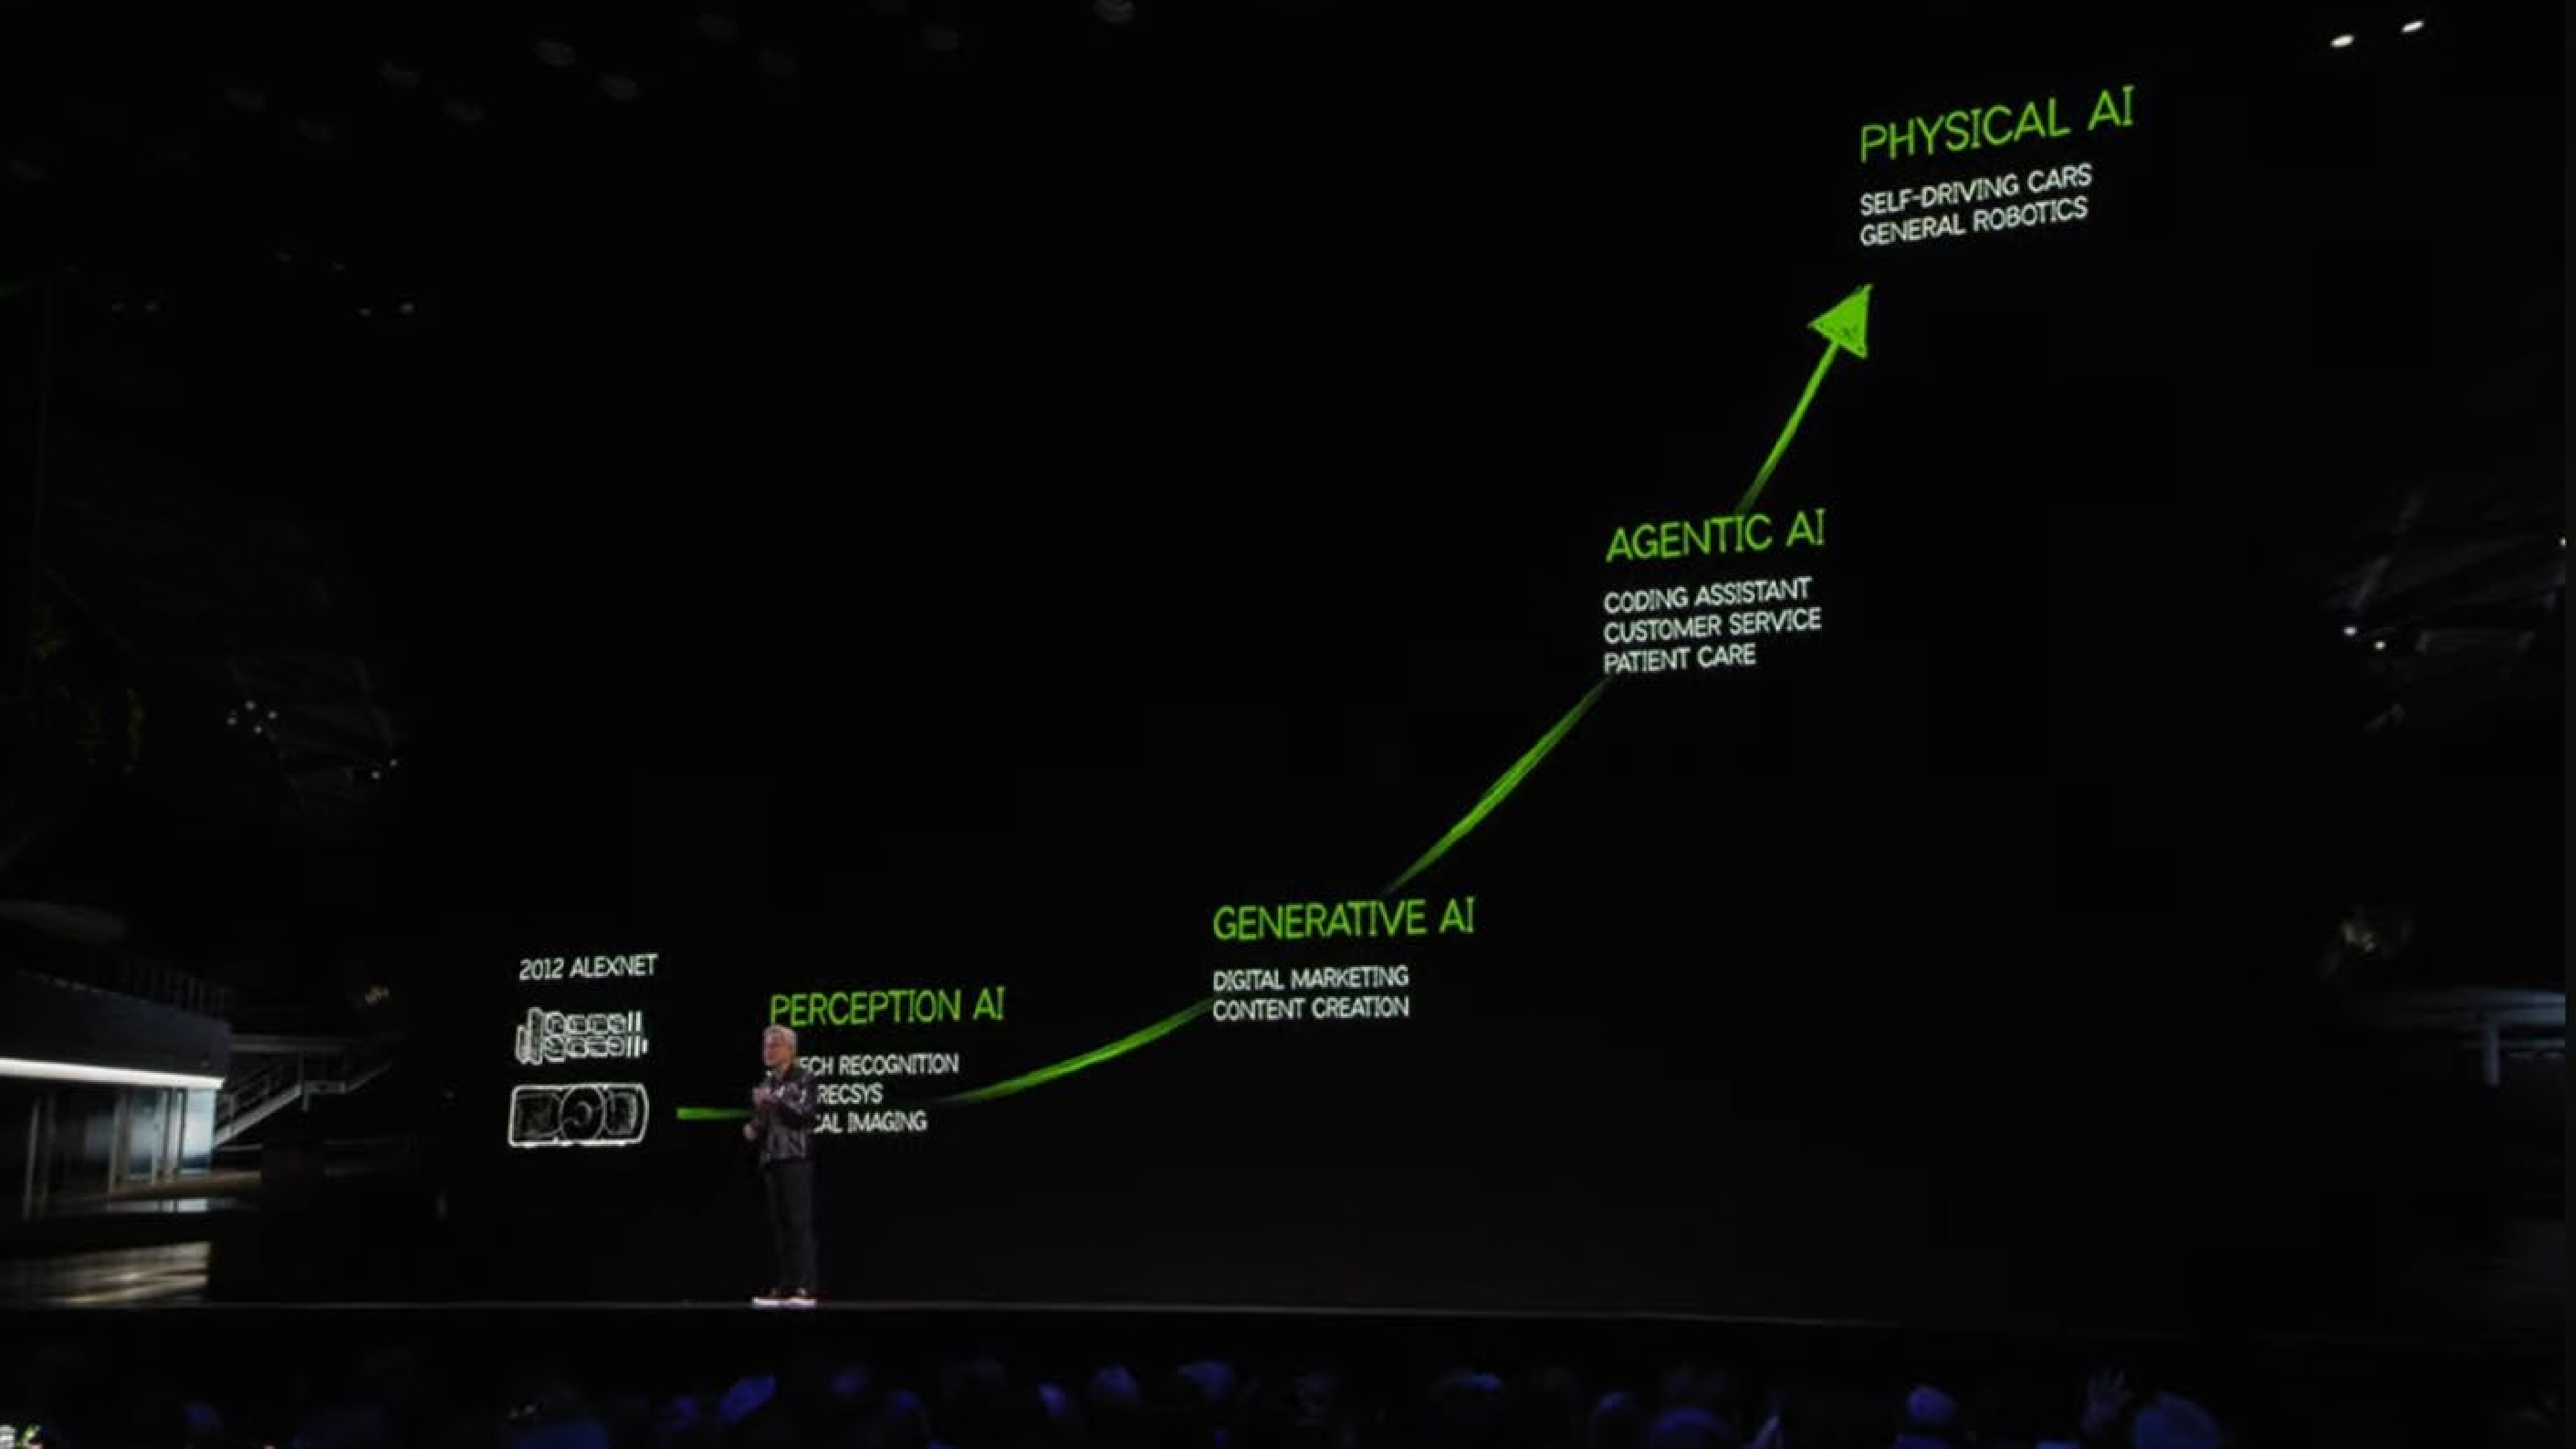 2012 ALEXNET
PERCEPTION AI
RECOGNITION
RECSYS
IMAGING
GENERATIVE AI
DIGITAL MARKETING
CONTENT CREATION
AGENTIC AI
CODING ASSISTANT
CUSTOMER SERVICE
PATIENT CARE
PHYSICAL AI
SELF-DRIVING CARS
GENERAL ROBOTICS